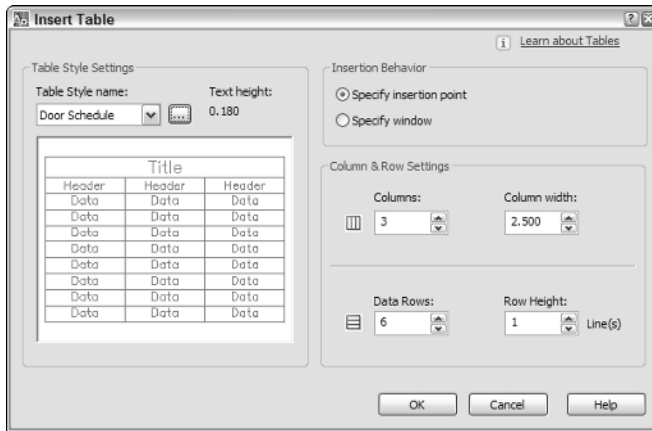 Insert Table
Learn about Tables
Table Style Settings
Table Style name:
Text height:
Door Schedule
...
0.180
Title
Header Header Header
Data Data Data
Data Data Data
Data Data Data
Data Data Data
Data Data Data
Data Data Data
Data Data Data
Data Data Data
Insertion Behavior
Specify insertion point
Specify window
Column & Row Settings
Columns:
Column width:
3
2.500
Data Rows:
Row Height:
6
1
Line(s)
OK
Cancel
Help